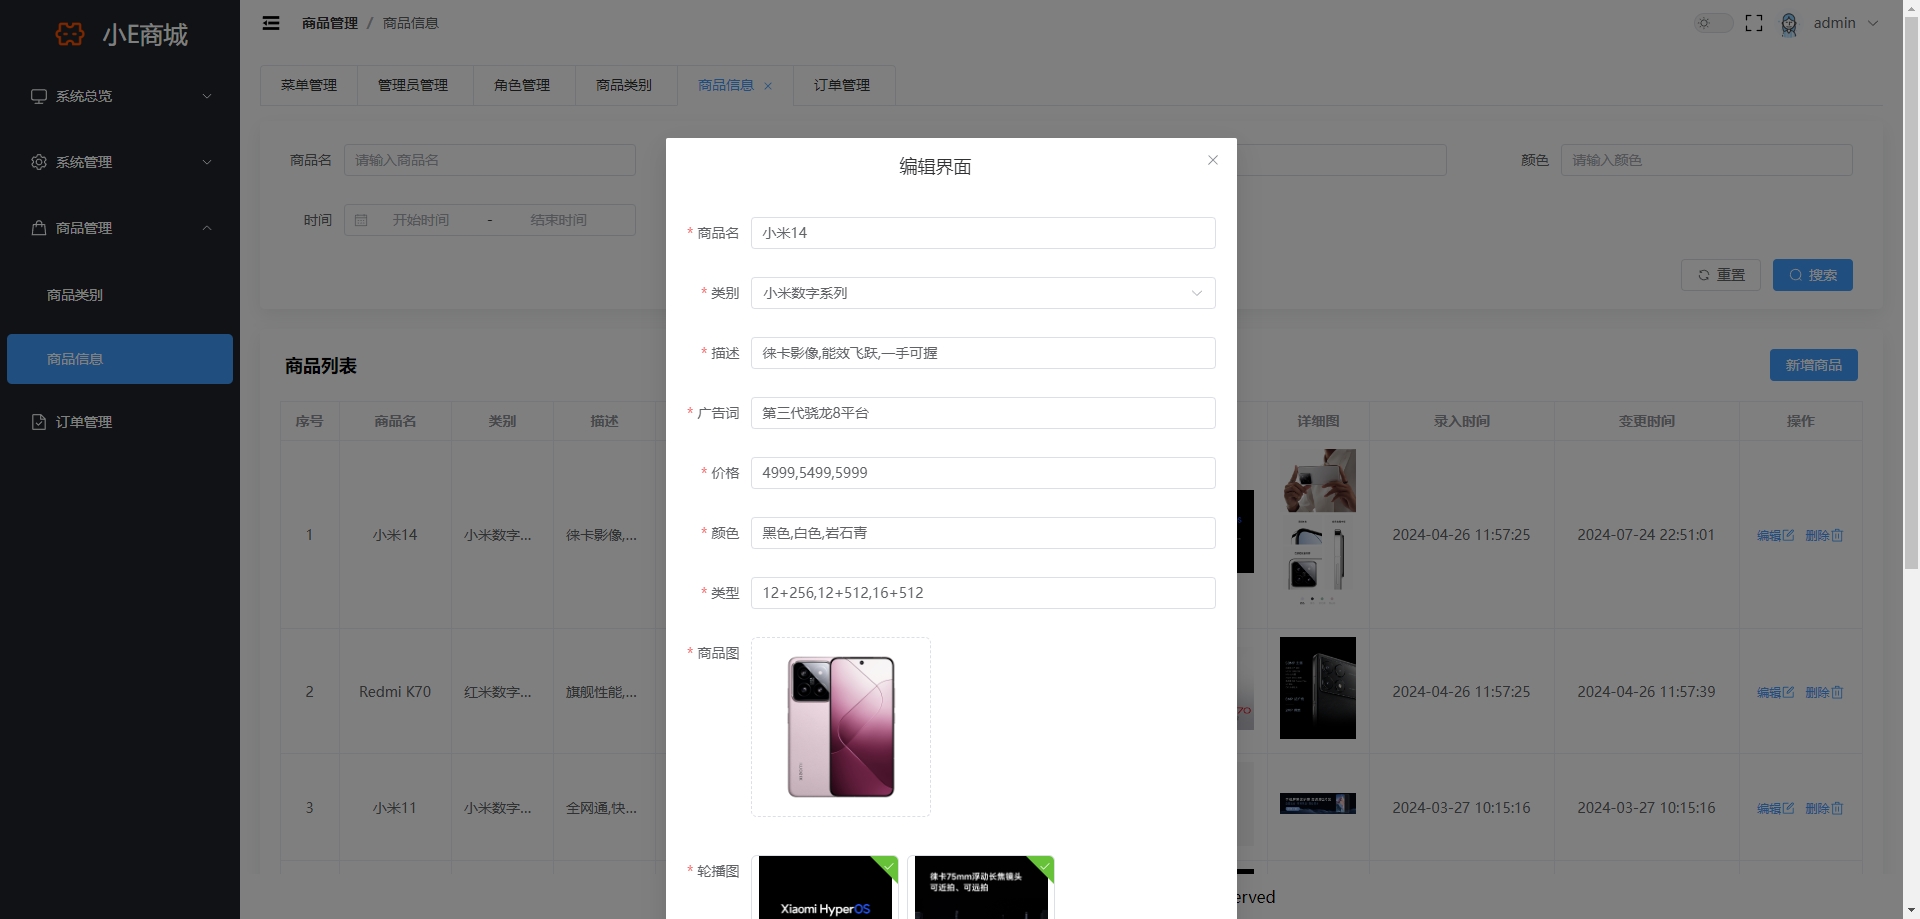 小E商城
系统总览
系统管理
商品管理
商品类别
商品信息
订单管理
商品管理 / 商品信息
admin
菜单管理
管理员管理
角色管理
商品类别
商品信息
订单管理
商品名 请输入商品名
颜色 请输入颜色
时间 开始时间 - 结束时间
重置
搜索
商品列表
新增商品
序号 商品名 类别 描述 详细图 录入时间 变更时间 操作
1 小米14 小米数字... 徕卡影像,... 2024-04-26 11:57:25 2024-07-24 22:51:01 编辑 删除
2 Redmi K70 红米数字... 旗舰性能,... 2024-04-26 11:57:25 2024-04-26 11:57:39 编辑 删除
3 小米11 小米数字... 全网通,快... 2024-03-27 10:15:16 2024-03-27 10:15:16 编辑 删除
erved
编辑界面
* 商品名 小米14
* 类别 小米数字系列
* 描述 徕卡影像,能效飞跃,一手可握
* 广告词 第三代骁龙8平台
* 价格 4999,5499,5999
* 颜色 黑色,白色,岩石青
* 类型 12+256,12+512,16+512
* 商品图
* 轮播图
Xiaomi HyperOS
徕卡75mm浮动长焦镜头
可近拍、可远拍